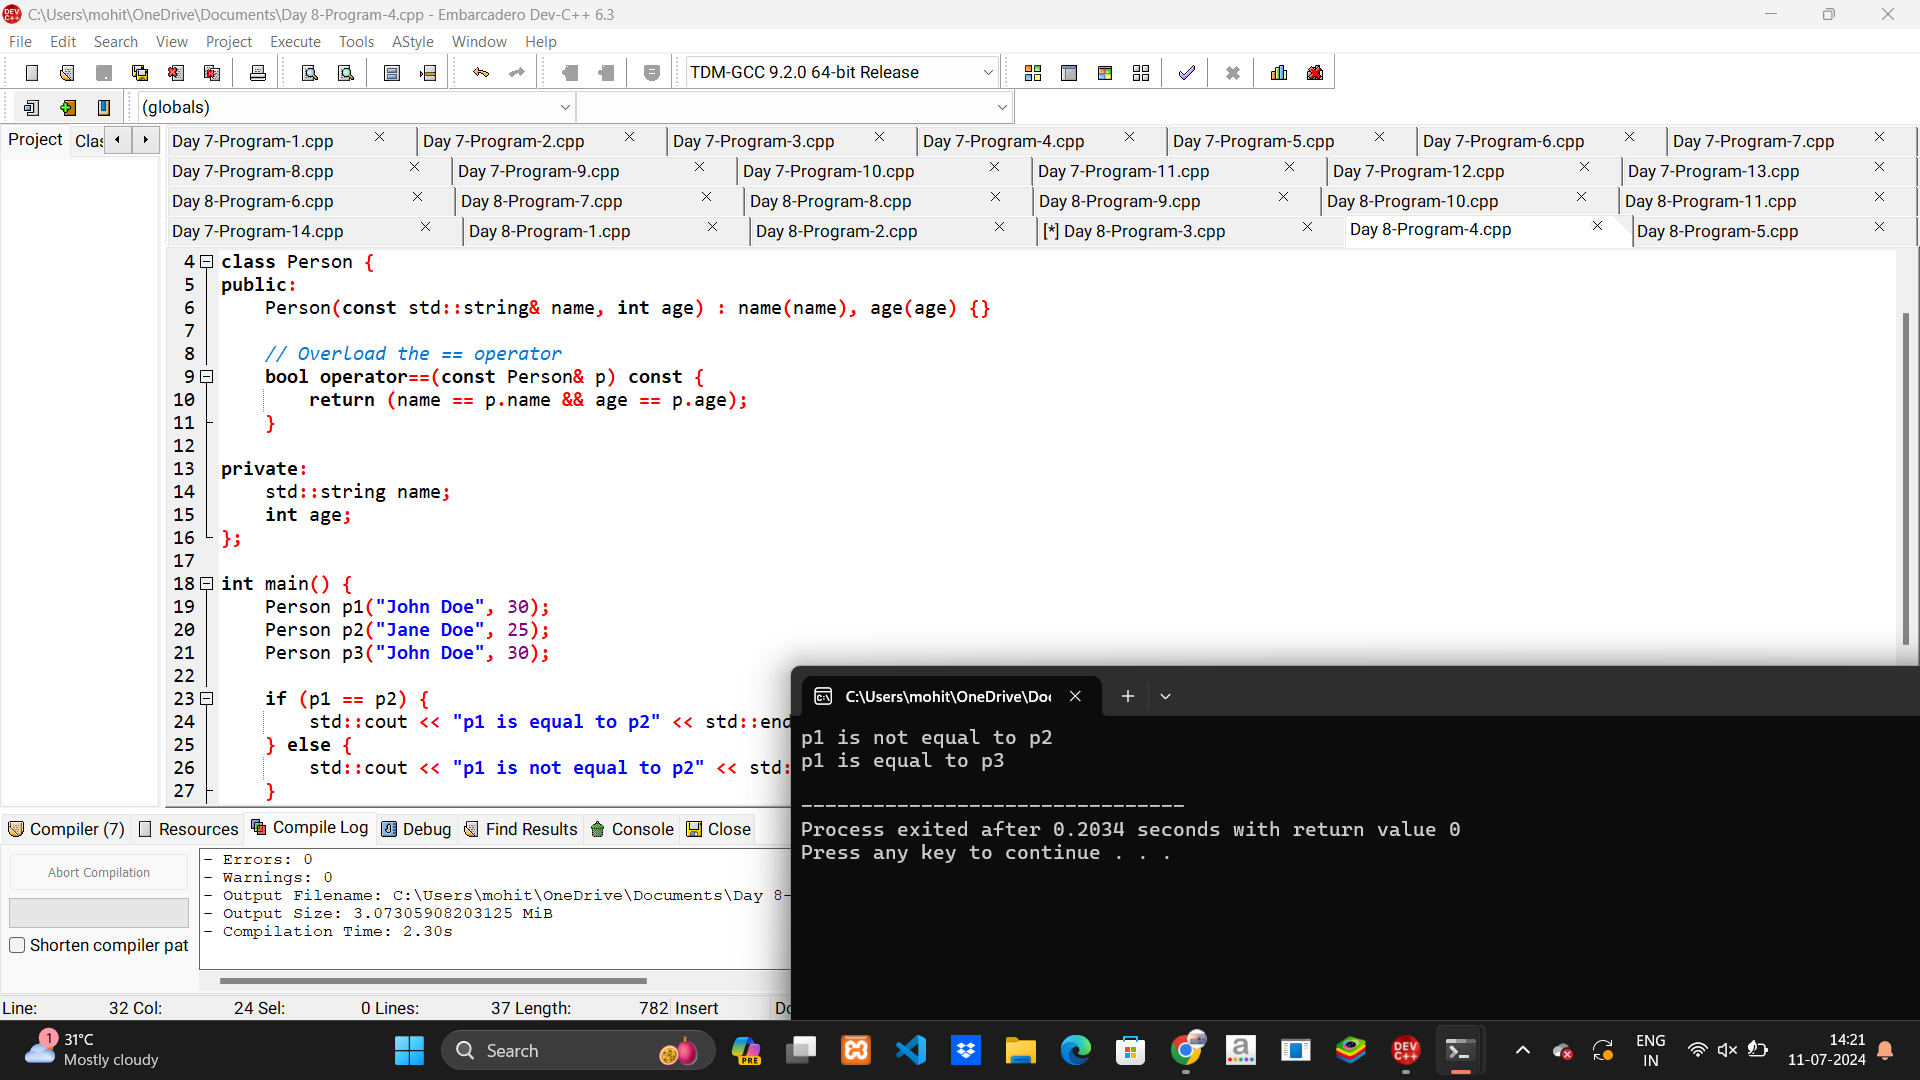 C:\Users\mohit\OneDrive\Documents\Day 8-Program-4.cpp - Embarcadero Dev-C++ 6.3
File Edit Search View Project Execute Tools AStyle Window Help
TDM-GCC 9.2.0 64-bit Release
(globals)
Project Clas
Day 7-Program-1.cpp Day 7-Program-2.cpp Day 7-Program-3.cpp Day 7-Program-4.cpp Day 7-Program-5.cpp Day 7-Program-6.cpp Day 7-Program-7.cpp
Day 7-Program-8.cpp Day 7-Program-9.cpp Day 7-Program-10.cpp Day 7-Program-11.cpp Day 7-Program-12.cpp Day 7-Program-13.cpp
Day 8-Program-6.cpp Day 8-Program-7.cpp Day 8-Program-8.cpp Day 8-Program-9.cpp Day 8-Program-10.cpp Day 8-Program-11.cpp
Day 7-Program-14.cpp Day 8-Program-1.cpp Day 8-Program-2.cpp [*] Day 8-Program-3.cpp Day 8-Program-4.cpp Day 8-Program-5.cpp
4 class Person {
5 public:
6 Person(const std::string& name, int age) : name(name), age(age) {}
7
8 // Overload the == operator
9 bool operator==(const Person& p) const {
10 return (name == p.name && age == p.age);
11 }
12
13 private:
14 std::string name;
15 int age;
16 };
17
18 int main() {
19 Person p1("John Doe", 30);
20 Person p2("Jane Doe", 25);
21 Person p3("John Doe", 30);
22
23 if (p1 == p2) {
24 std::cout << "p1 is equal to p2" << std::end
25 } else {
26 std::cout << "p1 is not equal to p2" << std:
27 }
C:\Users\mohit\OneDrive\Doc
p1 is not equal to p2
p1 is equal to p3
--------------------------------
Process exited after 0.2034 seconds with return value 0
Press any key to continue . . .
Compiler (7) Resources Compile Log Debug Find Results Console Close
Abort Compilation
Shorten compiler pat
- Errors: 0
- Warnings: 0
- Output Filename: C:\Users\mohit\OneDrive\Documents\Day 8-
- Output Size: 3.07305908203125 MiB
- Compilation Time: 2.30s
Line: 32 Col: 24 Sel: 0 Lines: 37 Length: 782 Insert Do
1 31°C
Mostly cloudy
Search
PRE
DEV C++
ENG
IN
14:21
11-07-2024